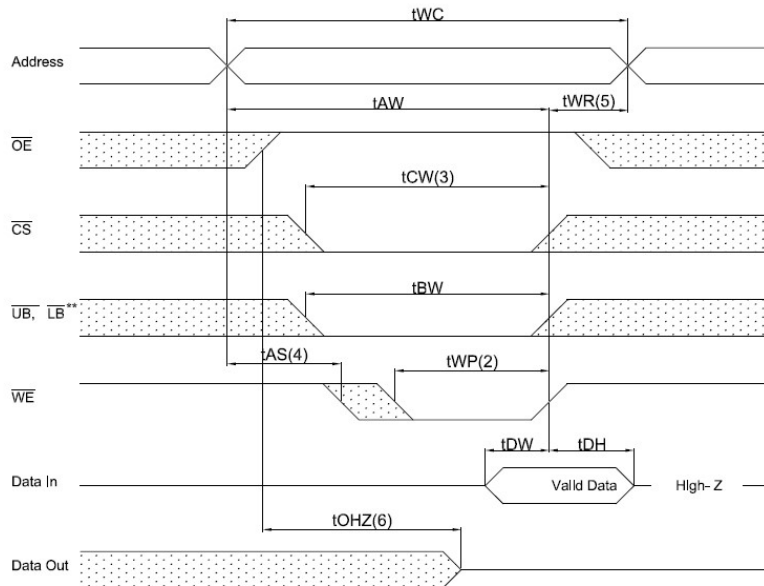 tWC
Address
tAW
tWR(5)
OE
tCW(3)
CS
tBW
UB, LB**
tAS(4)
tWP(2)
WE
tDW
tDH
Data In
Valid Data
High-Z
tOHZ(6)
Data Out